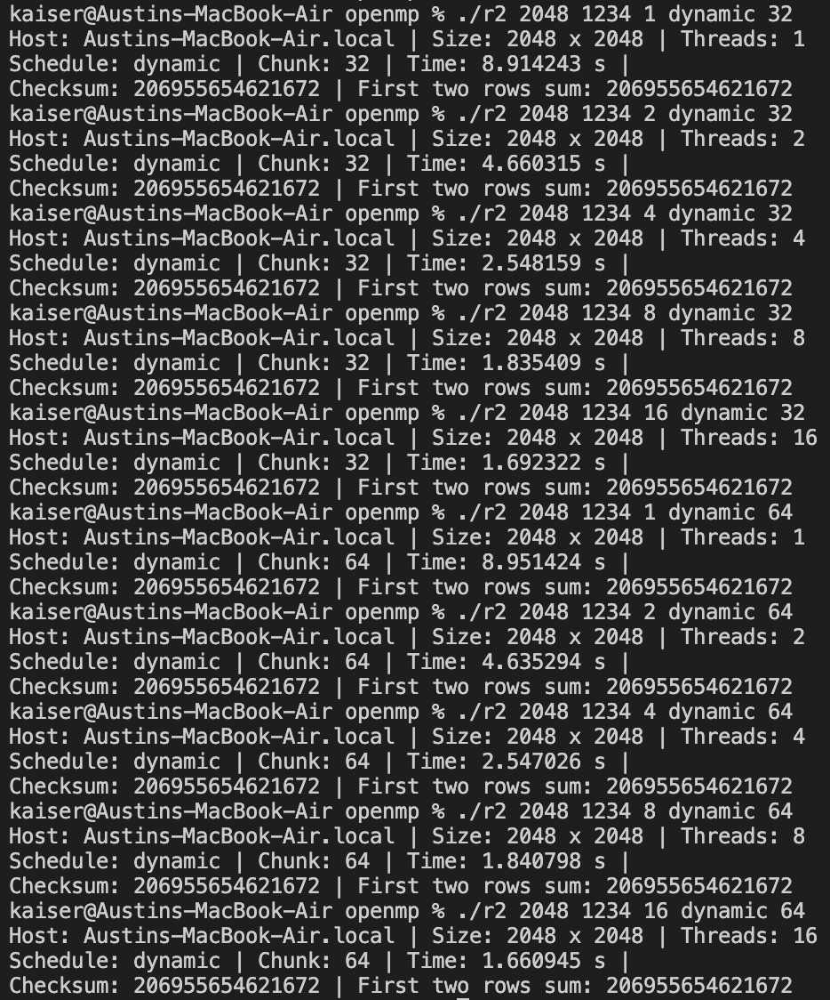 kaiser@Austins-MacBook-Air openmp % ./r2 2048 1234 1 dynamic 32
Host: Austins-MacBook-Air.local | Size: 2048 x 2048 | Threads: 1
Schedule: dynamic | Chunk: 32 | Time: 8.914243 s |
Checksum: 206955654621672 | First two rows sum: 206955654621672
kaiser@Austins-MacBook-Air openmp % ./r2 2048 1234 2 dynamic 32
Host: Austins-MacBook-Air.local | Size: 2048 x 2048 | Threads: 2
Schedule: dynamic | Chunk: 32 | Time: 4.660315 s |
Checksum: 206955654621672 | First two rows sum: 206955654621672
kaiser@Austins-MacBook-Air openmp % ./r2 2048 1234 4 dynamic 32
Host: Austins-MacBook-Air.local | Size: 2048 x 2048 | Threads: 4
Schedule: dynamic | Chunk: 32 | Time: 2.548159 s |
Checksum: 206955654621672 | First two rows sum: 206955654621672
kaiser@Austins-MacBook-Air openmp % ./r2 2048 1234 8 dynamic 32
Host: Austins-MacBook-Air.local | Size: 2048 x 2048 | Threads: 8
Schedule: dynamic | Chunk: 32 | Time: 1.835409 s |
Checksum: 206955654621672 | First two rows sum: 206955654621672
kaiser@Austins-MacBook-Air openmp % ./r2 2048 1234 16 dynamic 32
Host: Austins-MacBook-Air.local | Size: 2048 x 2048 | Threads: 16
Schedule: dynamic | Chunk: 32 | Time: 1.692322 s |
Checksum: 206955654621672 | First two rows sum: 206955654621672
kaiser@Austins-MacBook-Air openmp % ./r2 2048 1234 1 dynamic 64
Host: Austins-MacBook-Air.local | Size: 2048 x 2048 | Threads: 1
Schedule: dynamic | Chunk: 64 | Time: 8.951424 s |
Checksum: 206955654621672 | First two rows sum: 206955654621672
kaiser@Austins-MacBook-Air openmp % ./r2 2048 1234 2 dynamic 64
Host: Austins-MacBook-Air.local | Size: 2048 x 2048 | Threads: 2
Schedule: dynamic | Chunk: 64 | Time: 4.635294 s |
Checksum: 206955654621672 | First two rows sum: 206955654621672
kaiser@Austins-MacBook-Air openmp % ./r2 2048 1234 4 dynamic 64
Host: Austins-MacBook-Air.local | Size: 2048 x 2048 | Threads: 4
Schedule: dynamic | Chunk: 64 | Time: 2.547026 s |
Checksum: 206955654621672 | First two rows sum: 206955654621672
kaiser@Austins-MacBook-Air openmp % ./r2 2048 1234 8 dynamic 64
Host: Austins-MacBook-Air.local | Size: 2048 x 2048 | Threads: 8
Schedule: dynamic | Chunk: 64 | Time: 1.840798 s |
Checksum: 206955654621672 | First two rows sum: 206955654621672
kaiser@Austins-MacBook-Air openmp % ./r2 2048 1234 16 dynamic 64
Host: Austins-MacBook-Air.local | Size: 2048 x 2048 | Threads: 16
Schedule: dynamic | Chunk: 64 | Time: 1.660945 s |
Checksum: 206955654621672 | First two rows sum: 206955654621672